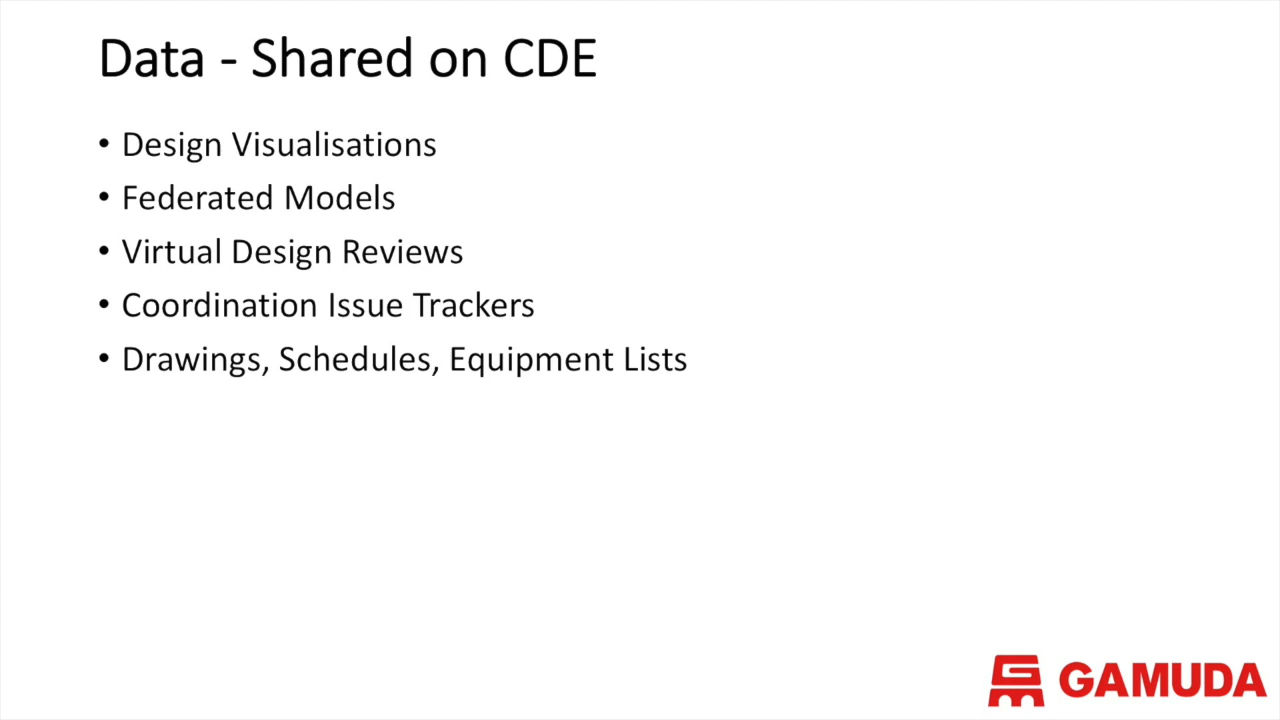 Data - Shared on CDE
• Design Visualisations
• Federated Models
• Virtual Design Reviews
• Coordination Issue Trackers
• Drawings, Schedules, Equipment Lists
GAMUDA